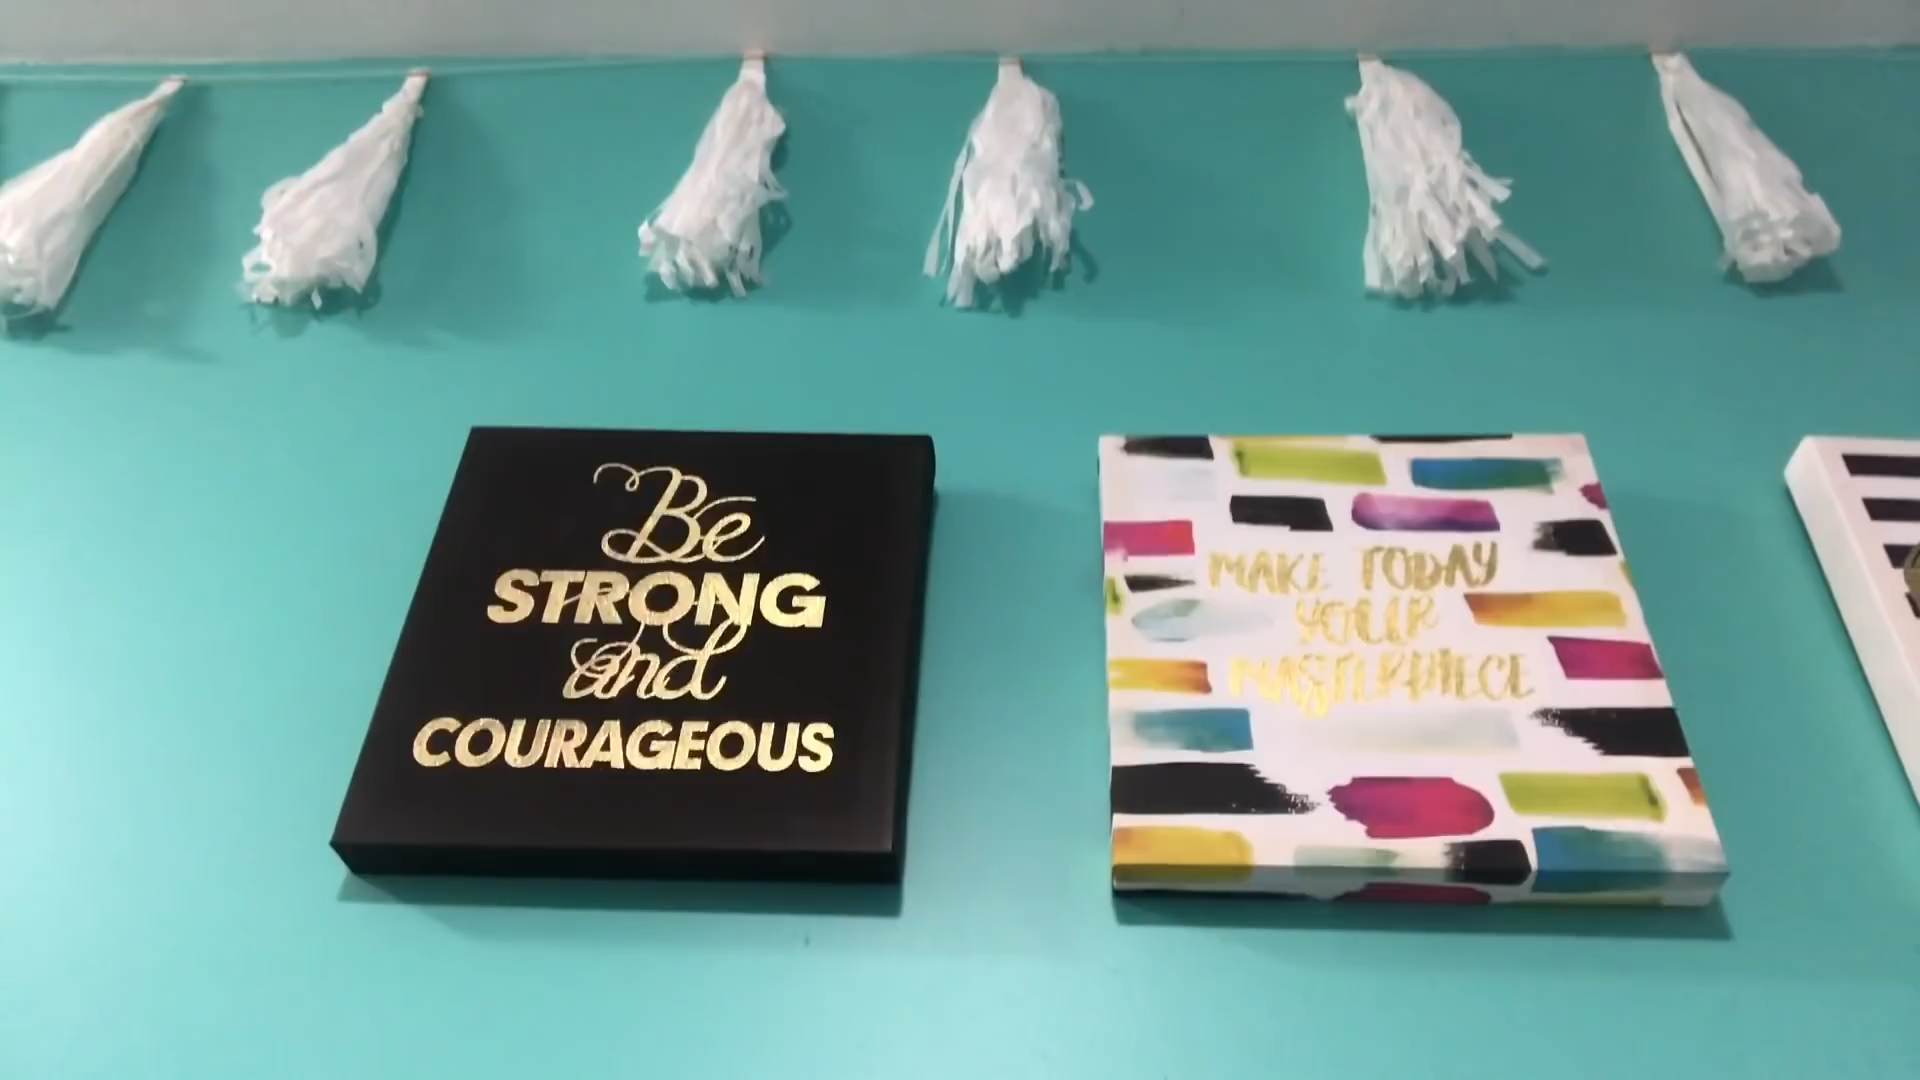 Be
STRONG
and
COURAGEOUS
MAKE TODAY
YOUR
MASTERPIECE